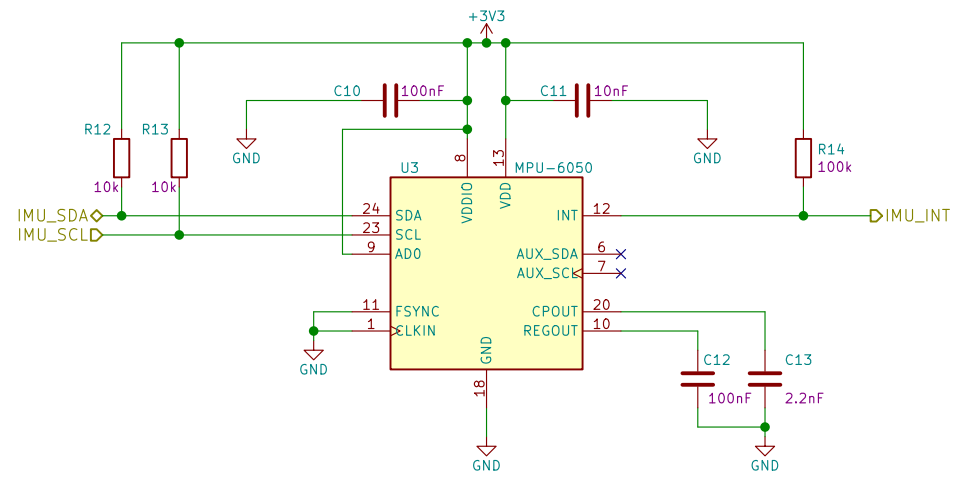 +3V3
C10 100nF
C11 10nF
GND
GND
R12
10k
R13
10k
R14
100k
U3
MPU-6050
8
13
VDDIO
VDD
IMU_SDA
IMU_SCL
24 SDA
23 SCL
9 AD0
11 FSYNC
1 CLKIN
INT 12
IMU_INT
AUX_SDA 6
AUX_SCL 7
CPOUT 20
REGOUT 10
GND
18
GND
GND
C12
100nF
C13
2.2nF
GND